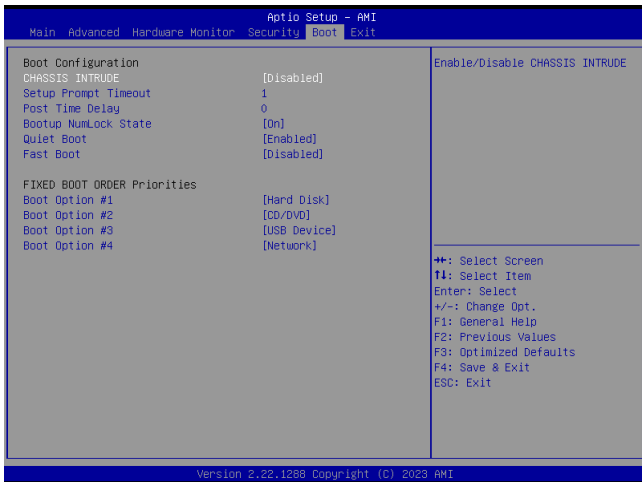 Aptio Setup – AMI
Main Advanced Hardware Monitor Security Boot Exit
Boot Configuration
CHASSIS INTRUDE [Disabled]
Setup Prompt Timeout 1
Post Time Delay 0
Bootup NumLock State [On]
Quiet Boot [Enabled]
Fast Boot [Disabled]
FIXED BOOT ORDER Priorities
Boot Option #1 [Hard Disk]
Boot Option #2 [CD/DVD]
Boot Option #3 [USB Device]
Boot Option #4 [Network]
Enable/Disable CHASSIS INTRUDE
→←: Select Screen
↑↓: Select Item
Enter: Select
+/-: Change Opt.
F1: General Help
F2: Previous Values
F3: Optimized Defaults
F4: Save & Exit
ESC: Exit
Version 2.22.1288 Copyright (C) 2023 AMI